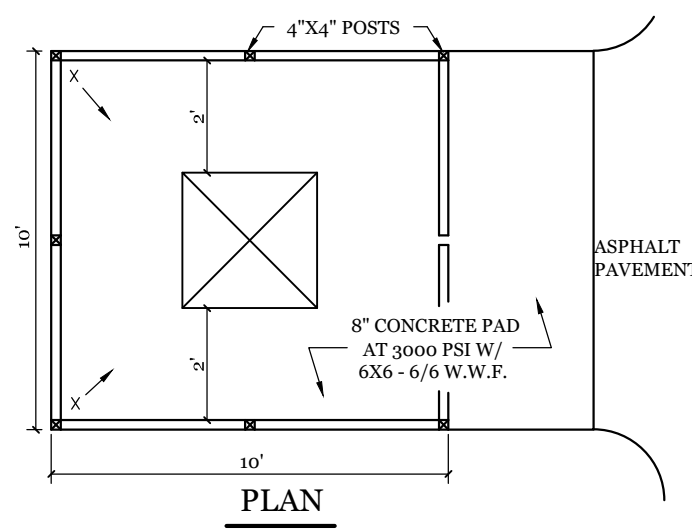 4"X4" POSTS
X
2'
10'
ASPHALT
PAVEMENT
8" CONCRETE PAD
AT 3000 PSI W/
6X6 - 6/6 W.W.F.
2'
X
10'
PLAN